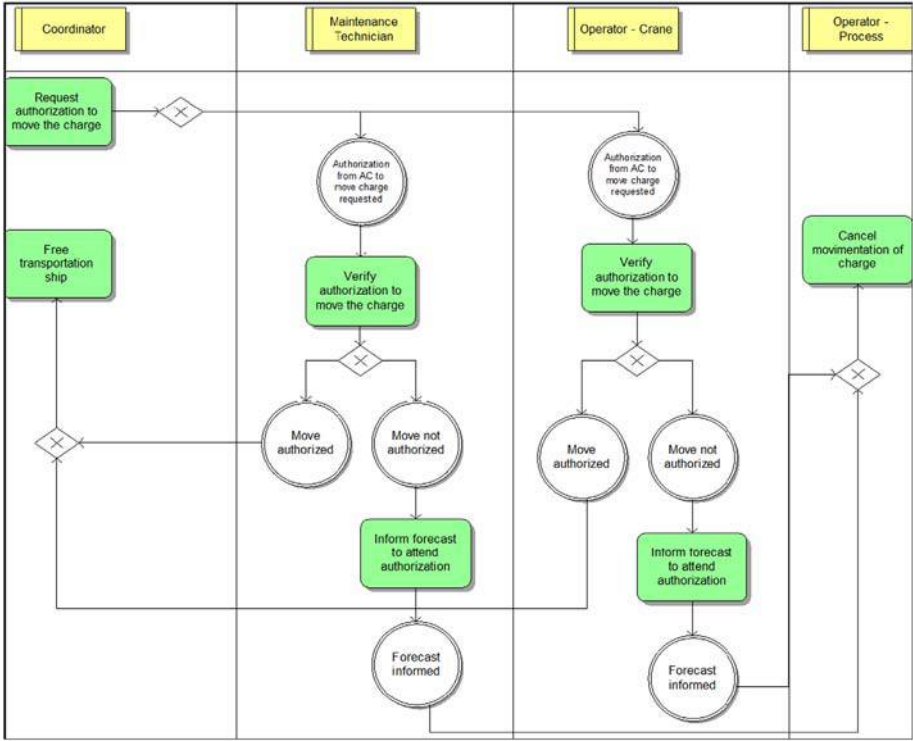 Coordinator
Maintenance
Technician
Operator - Crane
Operator -
Process
Request
authorization to
move the charge
Authorization
from AC to
move charge
requested
Authorization
from AC to
move charge
requested
Free
transportation
ship
Verify
authorization to
move the charge
Verify
authorization to
move the charge
Cancel
movimentation of
charge
Move
authorized
Move not
authorized
Move
authorized
Move not
authorized
Inform forecast
to attend
authorization
Inform forecast
to attend
authorization
Forecast
informed
Forecast
informed